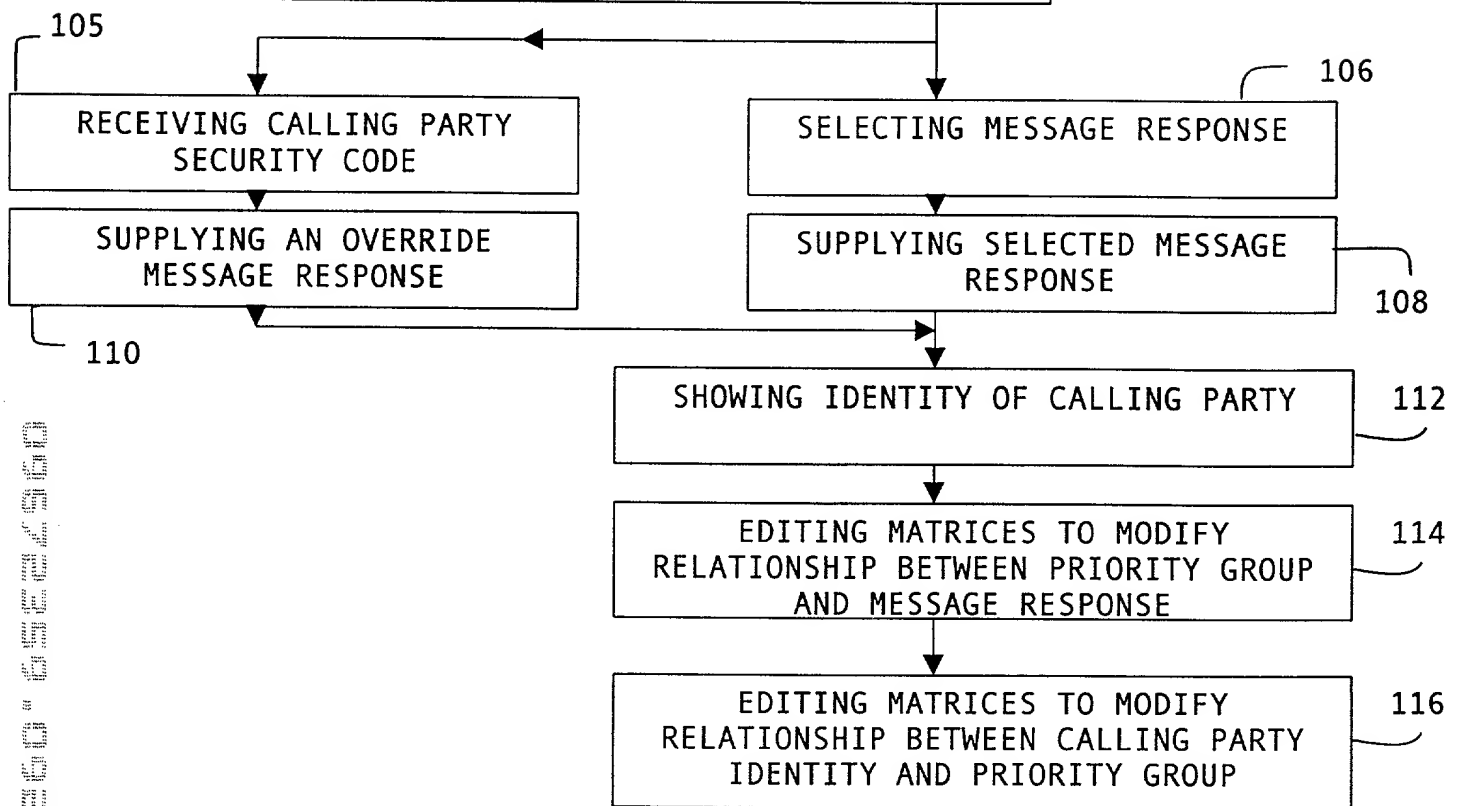 105
106
RECEIVING CALLING PARTY
SECURITY CODE
SELECTING MESSAGE RESPONSE
SUPPLYING AN OVERRIDE
MESSAGE RESPONSE
SUPPLYING SELECTED MESSAGE
RESPONSE
108
110
SHOWING IDENTITY OF CALLING PARTY
112
EDITING MATRICES TO MODIFY
RELATIONSHIP BETWEEN PRIORITY GROUP
AND MESSAGE RESPONSE
114
EDITING MATRICES TO MODIFY
RELATIONSHIP BETWEEN CALLING PARTY
IDENTITY AND PRIORITY GROUP
116